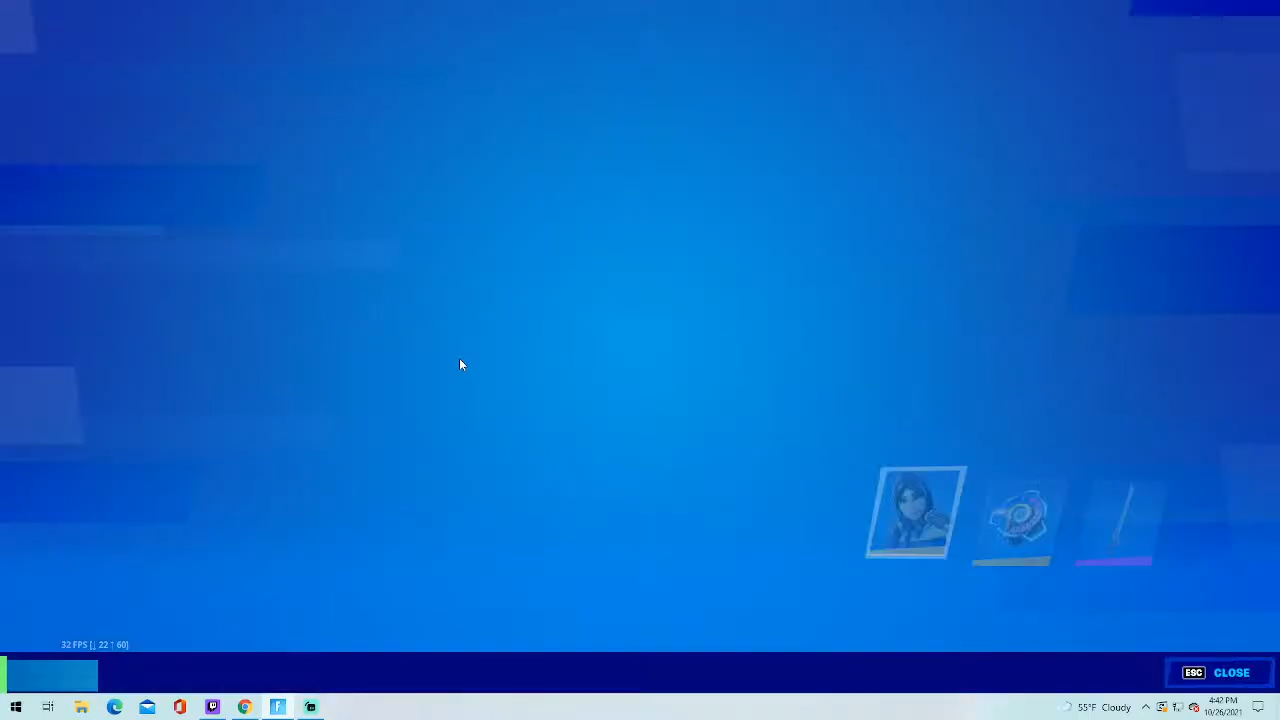 32 FPS [↓ 22 ↑ 60]
ESC CLOSE
55°F Cloudy
4:42 PM
10/26/2021